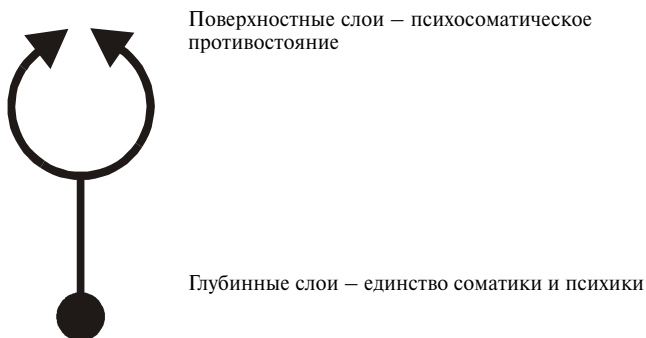 Поверхностные слои – психосоматическое
противостояние
Глубинные слои – единство соматики и психики